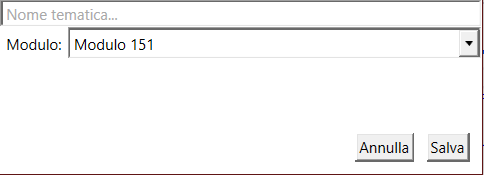 Nome tematica...
Modulo: Modulo 151
Annulla Salva